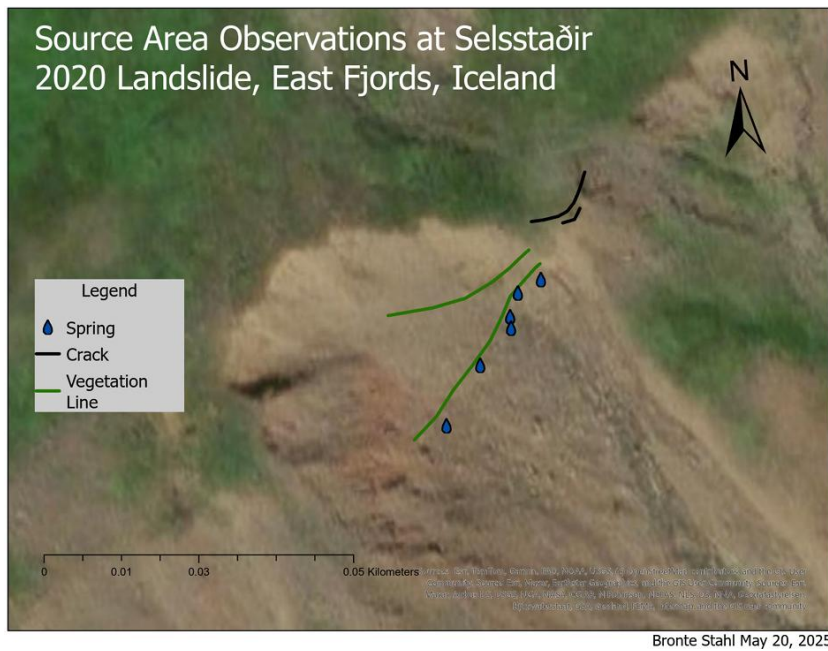 Source Area Observations at Selsstaðir
2020 Landslide, East Fjords, Iceland
N
Legend
Spring
Crack
Vegetation
Line
0 0.01 0.03 0.05 Kilometers
Bronte Stahl May 20, 2025